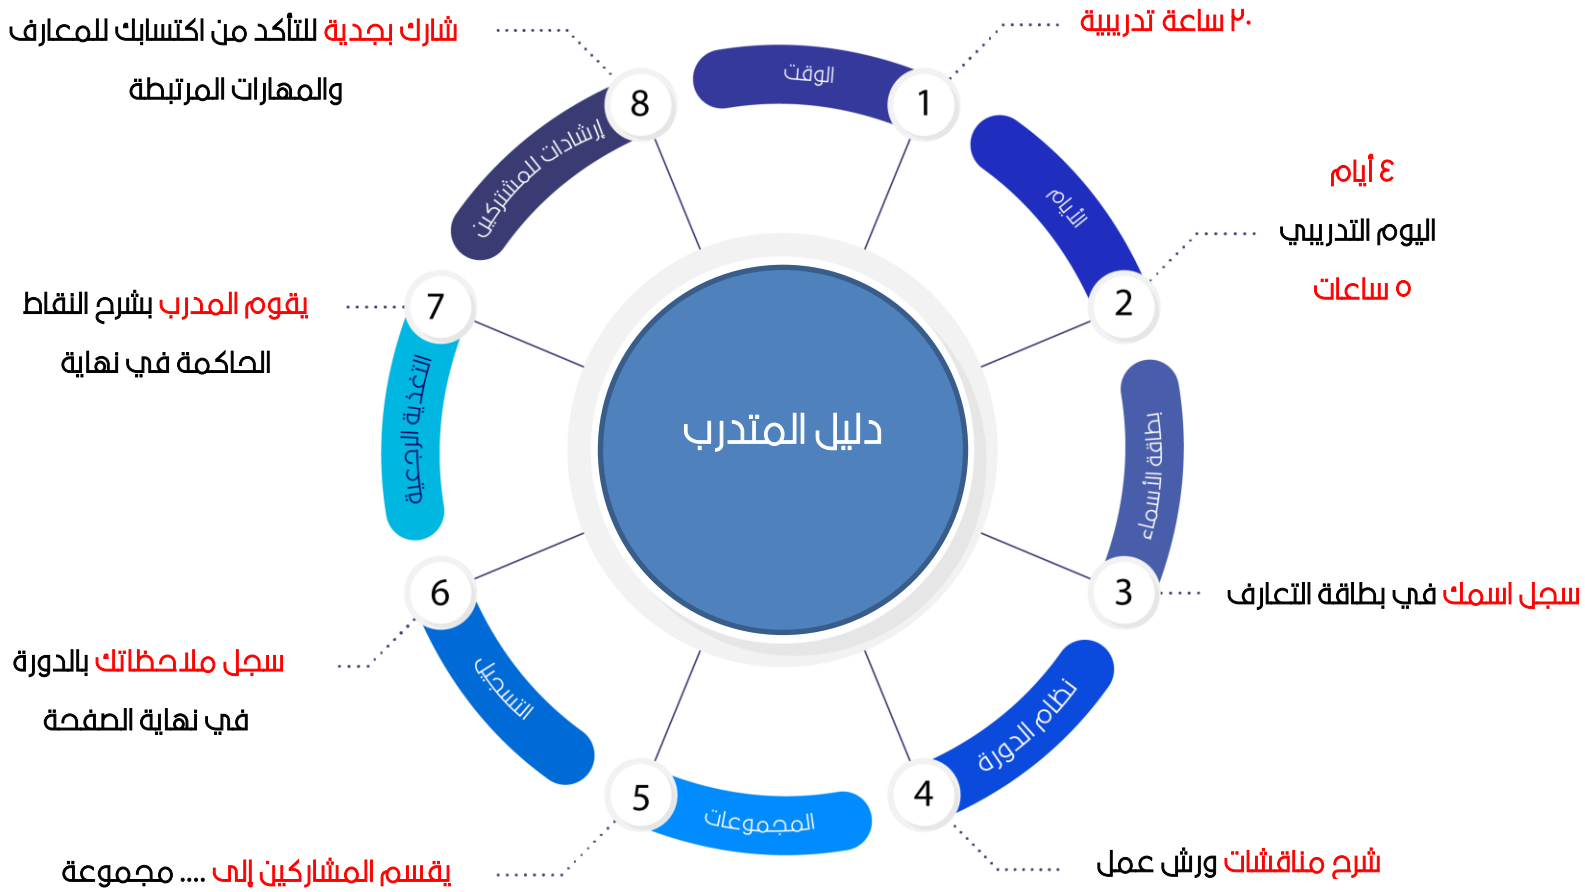 دليل المتدرب
1
الوقت
٢٠ ساعة تدريبية
2
الأيام
٤ أيام
اليوم التدريبي
٥ ساعات
3
بطاقة الأسماء
سجل اسمك في بطاقة التعارف
4
نظام الدورة
شرح مناقشات ورش عمل
5
المجموعات
يقسم المشاركين إلى .... مجموعة
6
التسجيل
سجل ملاحظاتك بالدورة
في نهاية الصفحة
7
التغذية الرجعية
يقوم المدرب بشرح النقاط
الحاكمة في نهاية
8
إرشادات للمشتركين
شارك بجدية للتأكد من اكتسابك للمعارف
والمهارات المرتبطة